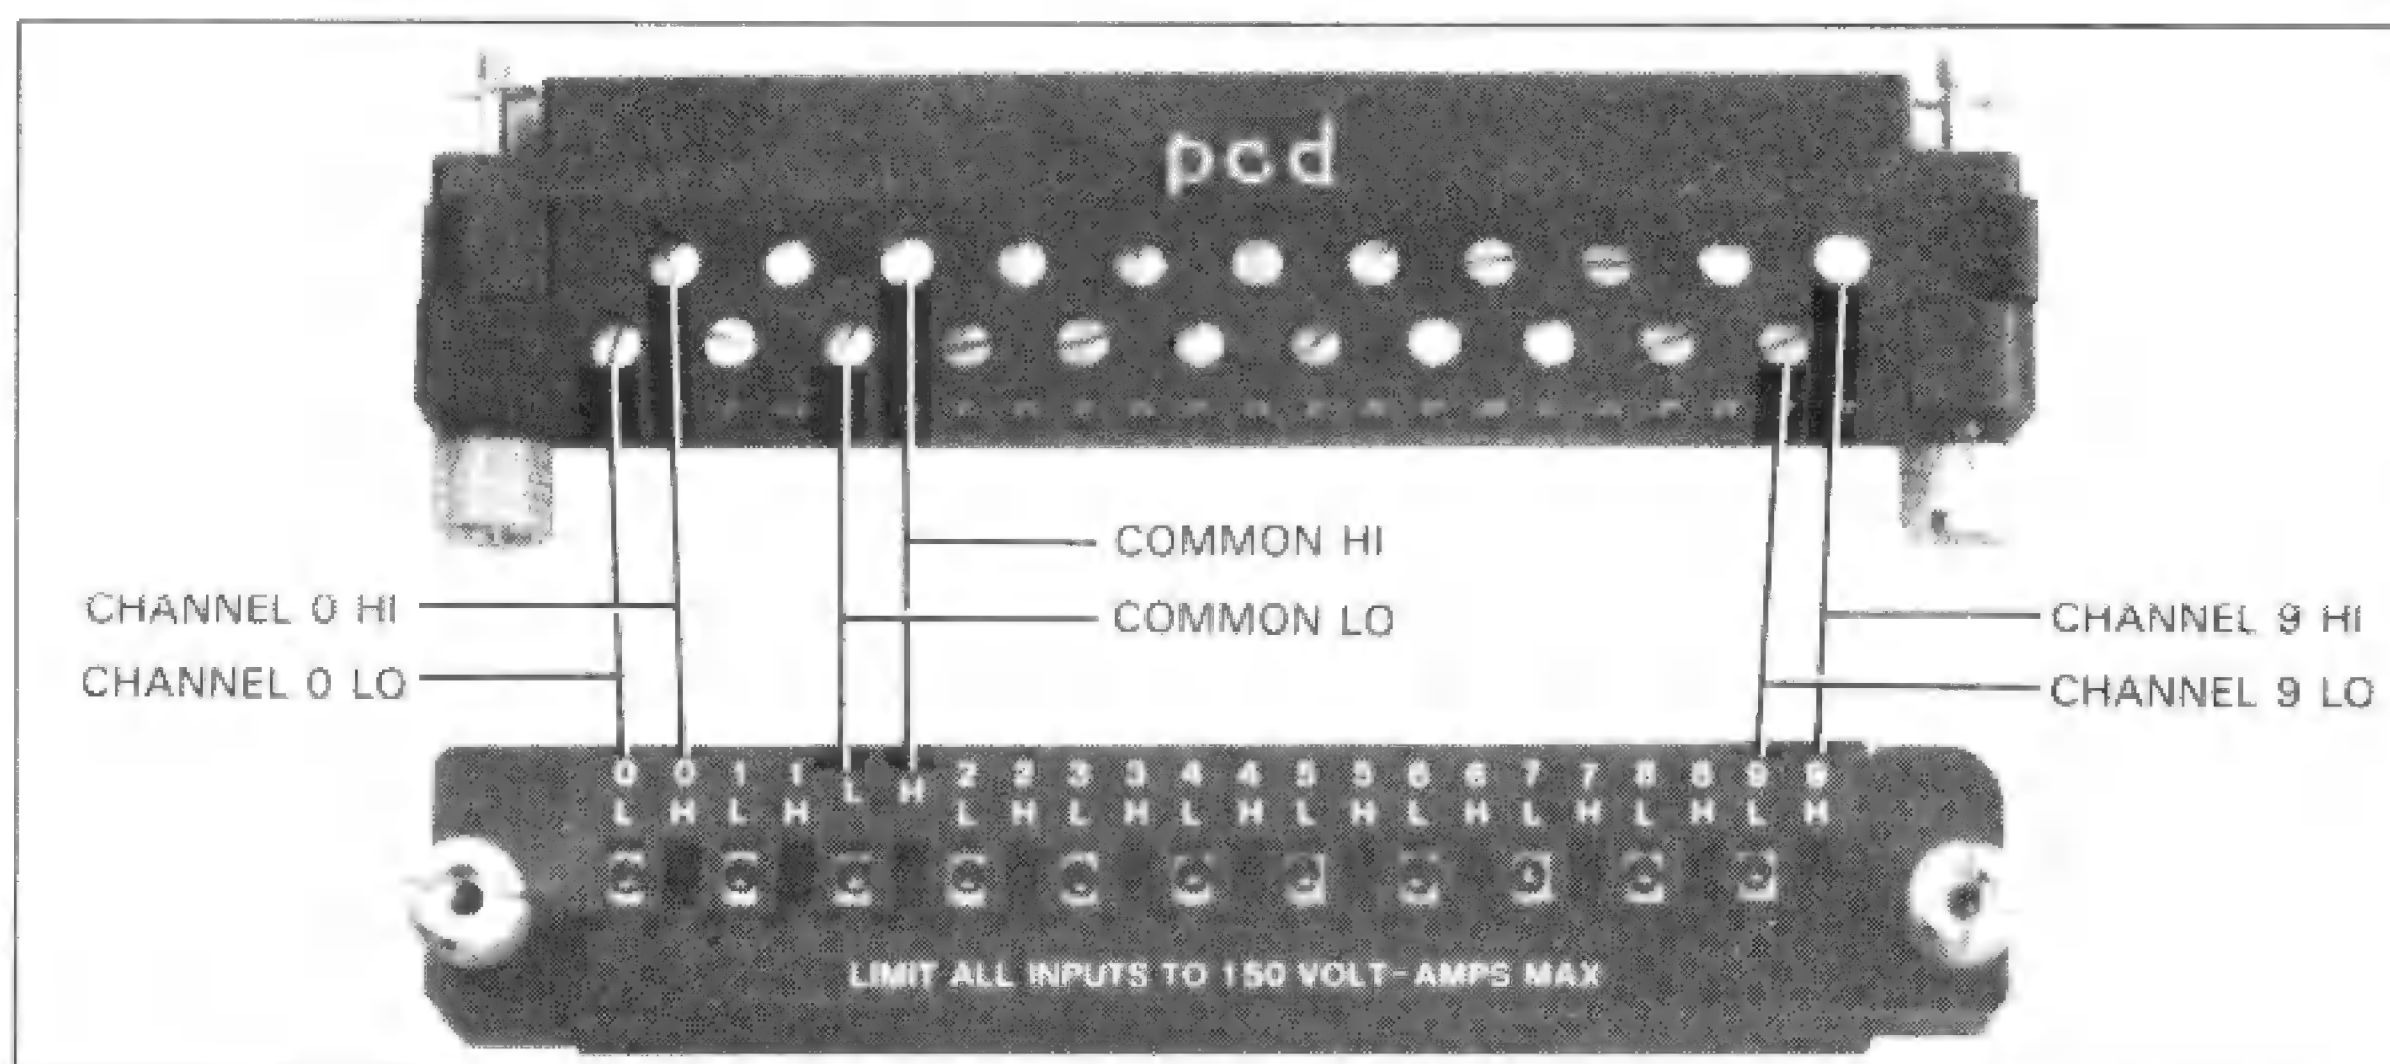 pcd
COMMON HI
CHANNEL 0 HI
COMMON LO
CHANNEL 9 HI
CHANNEL 0 LO
CHANNEL 9 LO
0 0 1 1 L H 2 2 3 3 4 4 5 5 6 6 7 7 8 8 9 9
L H L H L H L H L H L H L H L H L H L H
LIMIT ALL INPUTS TO 150 VOLT-AMPS MAX